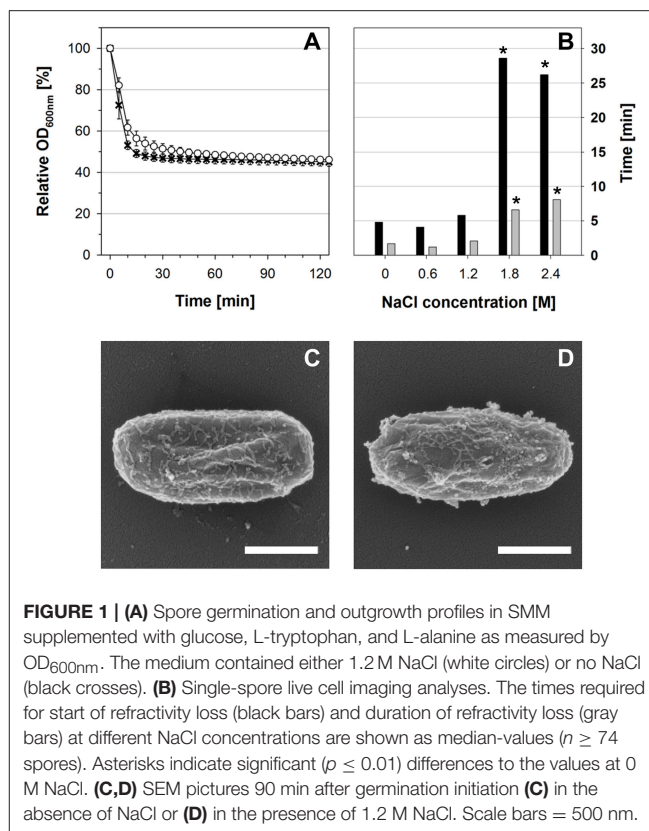 A
Relative OD600nm [%]
100
80
60
40
20
0
0 30 60 90 120
Time [min]
B
* * * *
30
25
20
15
10
5
0
Time [min]
0 0.6 1.2 1.8 2.4
NaCl concentration [M]
C
D
FIGURE 1 | (A) Spore germination and outgrowth profiles in SMM
supplemented with glucose, L-tryptophan, and L-alanine as measured by
OD600nm. The medium contained either 1.2 M NaCl (white circles) or no NaCl
(black crosses). (B) Single-spore live cell imaging analyses. The times required
for start of refractivity loss (black bars) and duration of refractivity loss (gray
bars) at different NaCl concentrations are shown as median-values (n ≥ 74
spores). Asterisks indicate significant (p ≤ 0.01) differences to the values at 0
M NaCl. (C,D) SEM pictures 90 min after germination initiation (C) in the
absence of NaCl or (D) in the presence of 1.2 M NaCl. Scale bars = 500 nm.